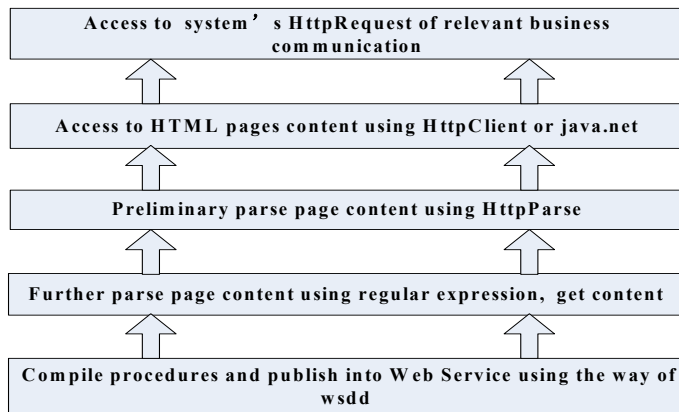 Access to system’s HttpRequest of relevant business
communication
Access to HTML pages content using HttpClient or java.net
Preliminary parse page content using HttpParse
Further parse page content using regular expression, get content
Compile procedures and publish into Web Service using the way of
wsdd